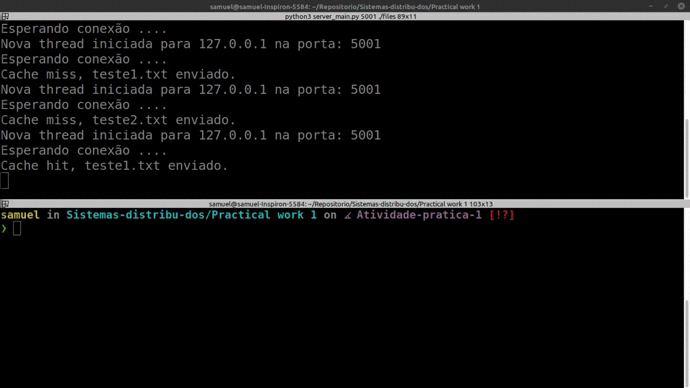 samuel@samuel-Inspiron-5584: ~/Repositorio/Sistemas-distribu-dos/Practical work 1
python3 server_main.py 5001 ./files 89x11
Esperando conexão ....
Nova thread iniciada para 127.0.0.1 na porta: 5001
Esperando conexão ....
Cache miss, teste1.txt enviado.
Nova thread iniciada para 127.0.0.1 na porta: 5001
Esperando conexão ....
Cache miss, teste2.txt enviado.
Nova thread iniciada para 127.0.0.1 na porta: 5001
Esperando conexão ....
Cache hit, teste1.txt enviado.
samuel@samuel-Inspiron-5584: ~/Repositorio/Sistemas-distribu-dos/Practical work 1 103x13
samuel in Sistemas-distribu-dos/Practical work 1 on Atividade-pratica-1 [!?]
❯